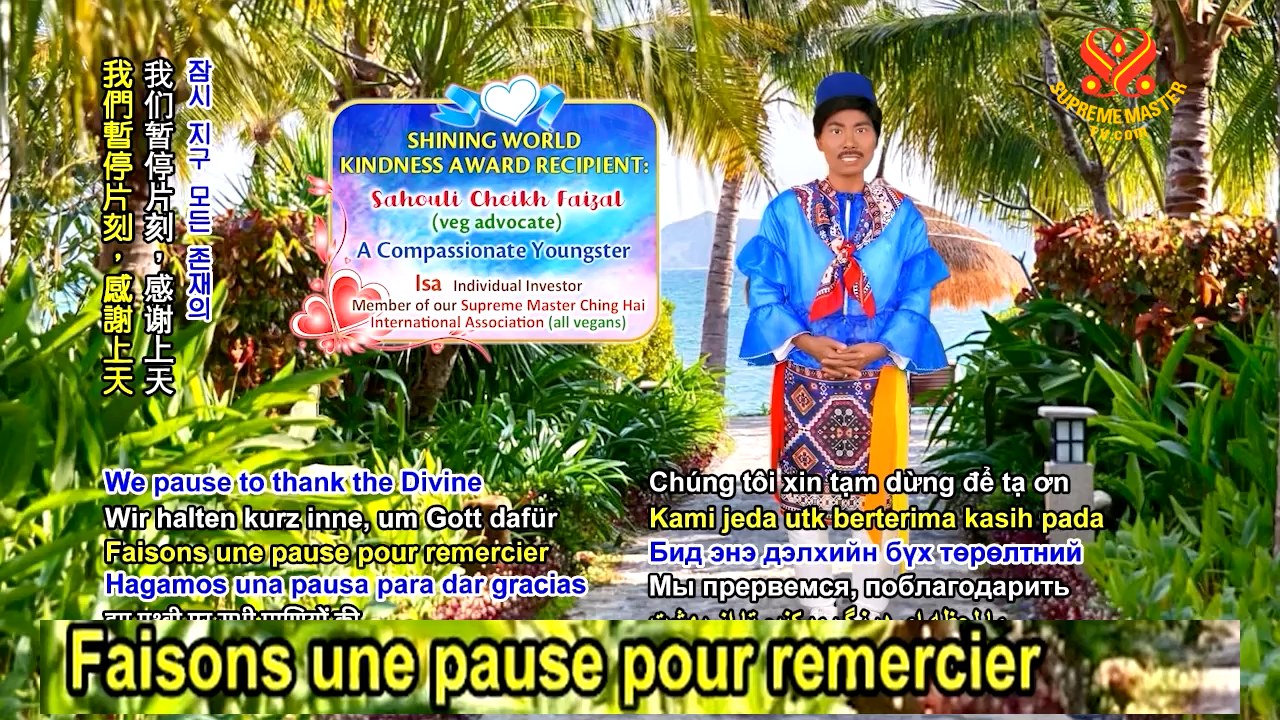 我們暫停片刻，感謝上天
我们暂停片刻，感谢上天
잠시 지구 모든 존재의
SHINING WORLD
KINDNESS AWARD RECIPIENT:
Sahouli Cheikh Faizal
(veg advocate)
A Compassionate Youngster
Isa Individual Investor
Member of our Supreme Master Ching Hai
International Association (all vegans)
SUPREME MASTER
TV.COM
We pause to thank the Divine
Wir halten kurz inne, um Gott dafür
Faisons une pause pour remercier
Hagamos una pausa para dar gracias
Chúng tôi xin tạm dừng để tạ ơn
Kami jeda utk berterima kasih pada
Бид энэ дэлхийн бүх төрөлтний
Мы прервемся, поблагодарить
Faisons une pause pour remercier